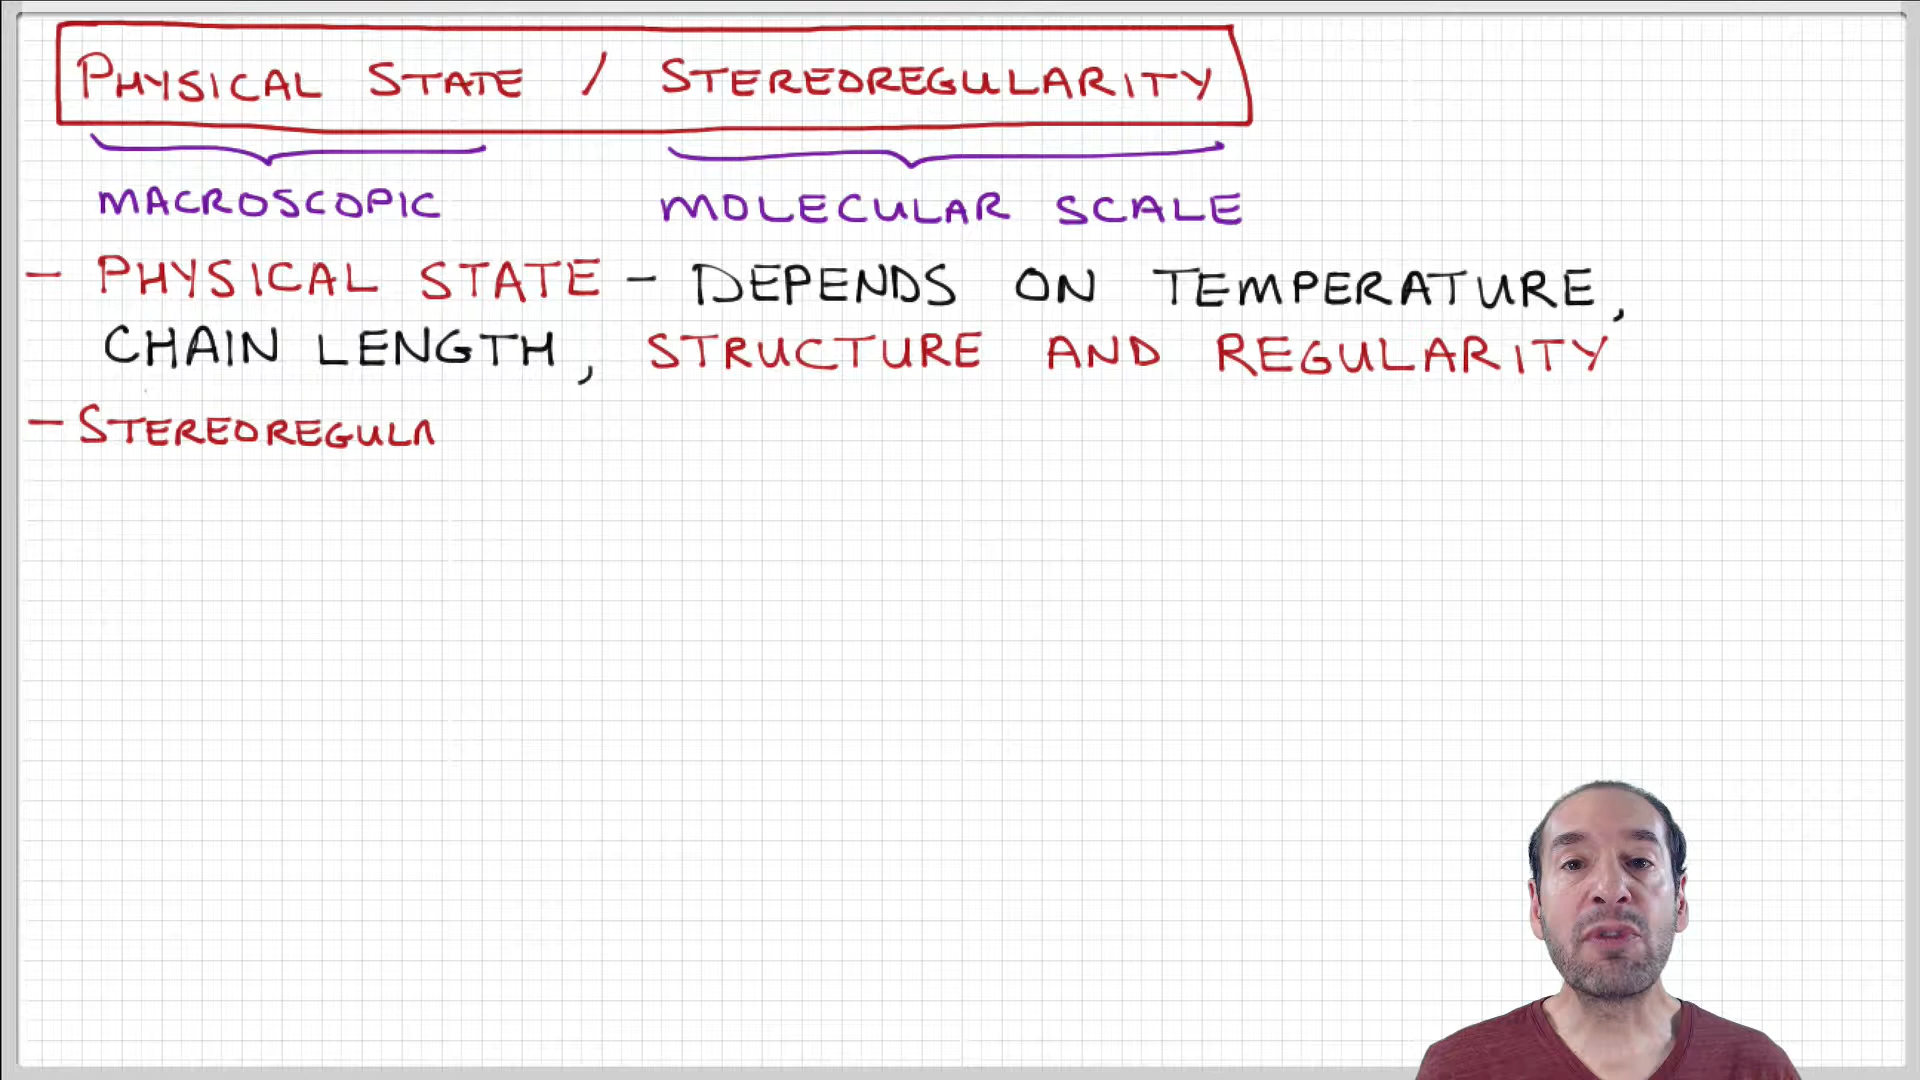 PHYSICAL STATE / STEREOREGULARITY
MACROSCOPIC MOLECULAR SCALE
- PHYSICAL STATE - DEPENDS ON TEMPERATURE,
CHAIN LENGTH, STRUCTURE AND REGULARITY
- STEREOREGULA